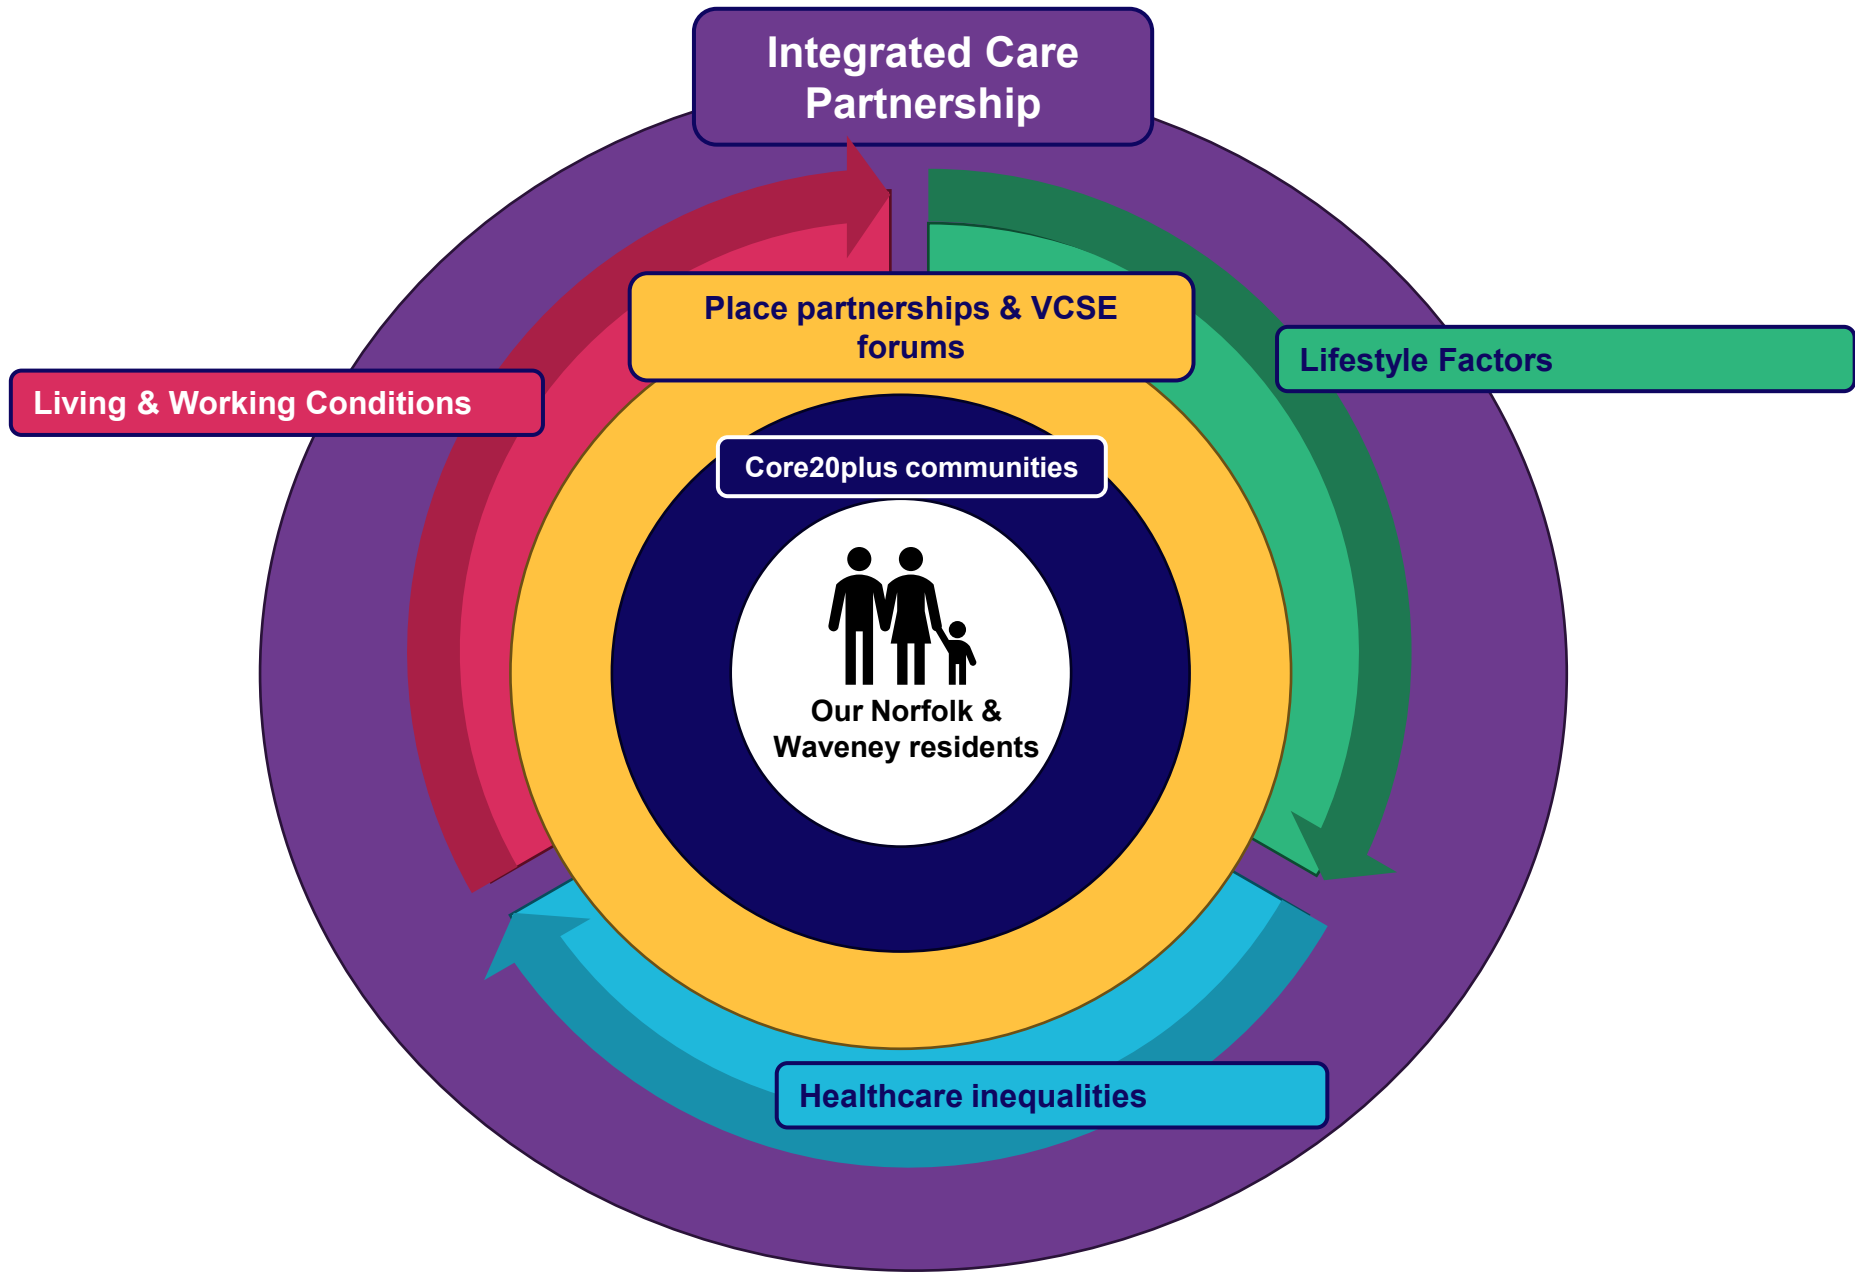 Integrated Care
Partnership
Place partnerships & VCSE
forums
Lifestyle Factors
Living & Working Conditions
Core20plus communities
Our Norfolk &
Waveney residents
Healthcare inequalities